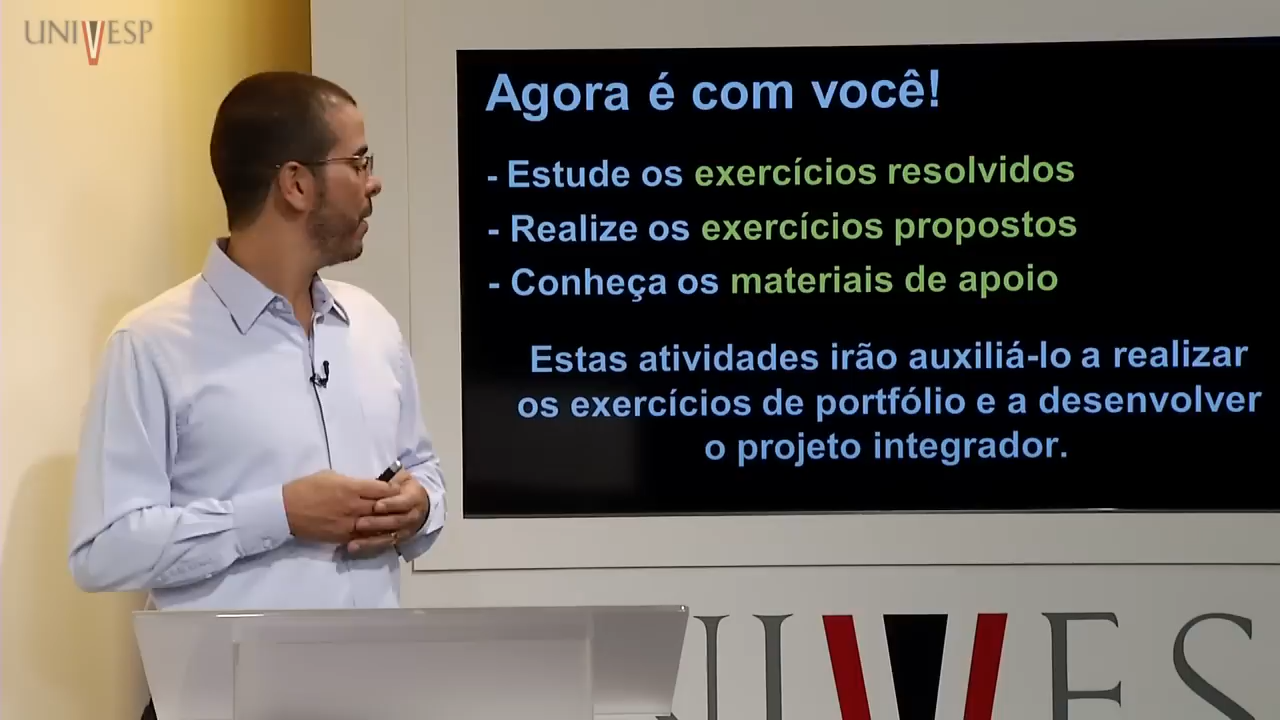 UNIVESP
Agora é com você!
- Estude os exercícios resolvidos
- Realize os exercícios propostos
- Conheça os materiais de apoio
Estas atividades irão auxiliá-lo a realizar
os exercícios de portfólio e a desenvolver
o projeto integrador.
NIVES